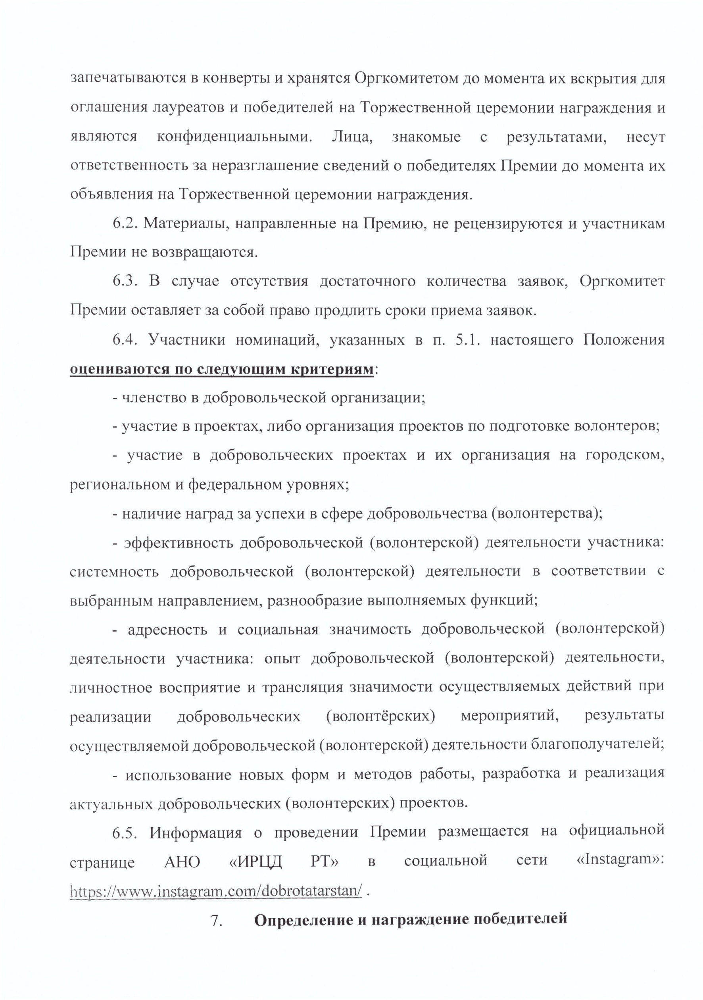 запечатываются в конверты и хранятся Оргкомитетом до момента их вскрытия для
оглашения лауреатов и победителей на Торжественной церемонии награждения и
являются конфиденциальными. Лица, знакомые с результатами, несут
ответственность за неразглашение сведений о победителях Премии до момента их
объявления на Торжественной церемонии награждения.
6.2. Материалы, направленные на Премию, не рецензируются и участникам
Премии не возвращаются.
6.3. В случае отсутствия достаточного количества заявок, Оргкомитет
Премии оставляет за собой право продлить сроки приема заявок.
6.4. Участники номинаций, указанных в п. 5.1. настоящего Положения
оцениваются по следующим критериям:
- членство в добровольческой организации;
- участие в проектах, либо организация проектов по подготовке волонтеров;
- участие в добровольческих проектах и их организация на городском,
региональном и федеральном уровнях;
- наличие наград за успехи в сфере добровольчества (волонтерства);
- эффективность добровольческой (волонтерской) деятельности участника:
системность добровольческой (волонтерской) деятельности в соответствии с
выбранным направлением, разнообразие выполняемых функций;
- адресность и социальная значимость добровольческой (волонтерской)
деятельности участника: опыт добровольческой (волонтерской) деятельности,
личностное восприятие и трансляция значимости осуществляемых действий при
реализации добровольческих (волонтёрских) мероприятий, результаты
осуществляемой добровольческой (волонтерской) деятельности благополучателей;
- использование новых форм и методов работы, разработка и реализация
актуальных добровольческих (волонтерских) проектов.
6.5. Информация о проведении Премии размещается на официальной
странице АНО «ИРЦД РТ» в социальной сети «Instagram»:
https://www.instagram.com/dobrotatarstan/ .
7. Определение и награждение победителей